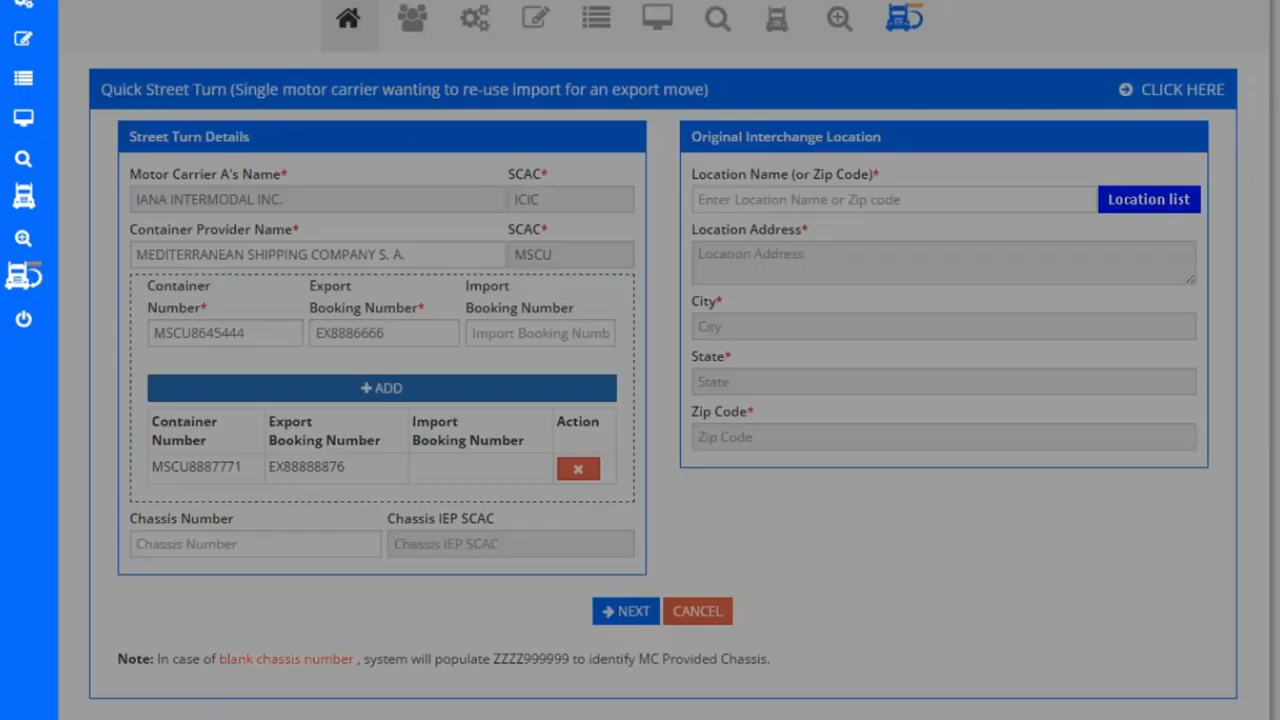 Quick Street Turn (Single motor carrier wanting to re-use import for an export move)
CLICK HERE
Street Turn Details
Motor Carrier A's Name* SCAC*
IANA INTERMODAL INC. ICIC
Container Provider Name* SCAC*
MEDITERRANEAN SHIPPING COMPANY S. A. MSCU
Container Export Import
Number* Booking Number* Booking Number
MSCU8645444 EX8886666 Import Booking Numb
ADD
Container Export Import Action
Number Booking Number Booking Number
MSCU8887771 EX88888876
Chassis Number Chassis IEP SCAC
Chassis Number Chassis IEP SCAC
Original Interchange Location
Location Name (or Zip Code)*
Enter Location Name or Zip code Location list
Location Address*
Location Address
City*
City
State*
State
Zip Code*
Zip Code
NEXT CANCEL
Note: In case of blank chassis number , system will populate ZZZZ999999 to identify MC Provided Chassis.